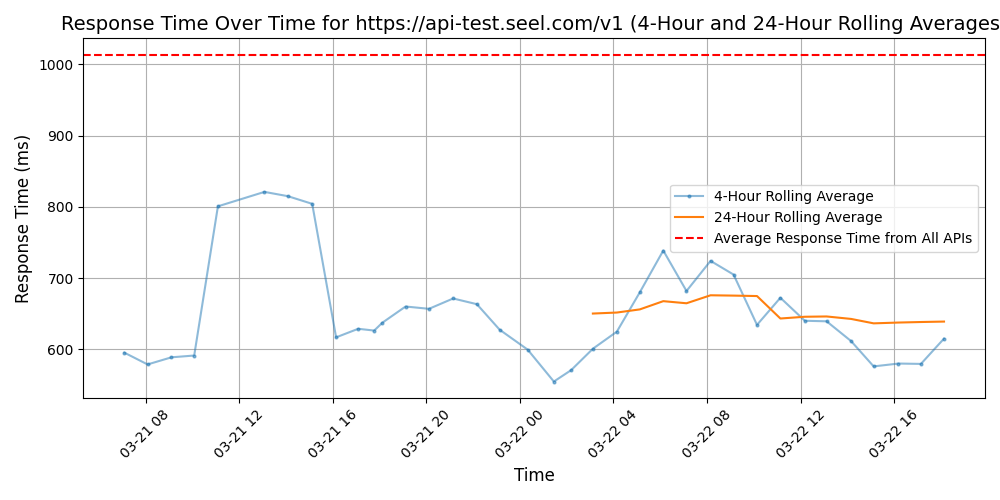 Response Time Over Time for https://api-test.seel.com/v1 (4-Hour and 24-Hour Rolling Averages
1000
900
800
700
600
Response Time (ms)
4-Hour Rolling Average
24-Hour Rolling Average
Average Response Time from All APIs
03-21 08
03-21 12
03-21 16
03-21 20
03-22 00
03-22 04
03-22 08
03-22 12
03-22 16
Time